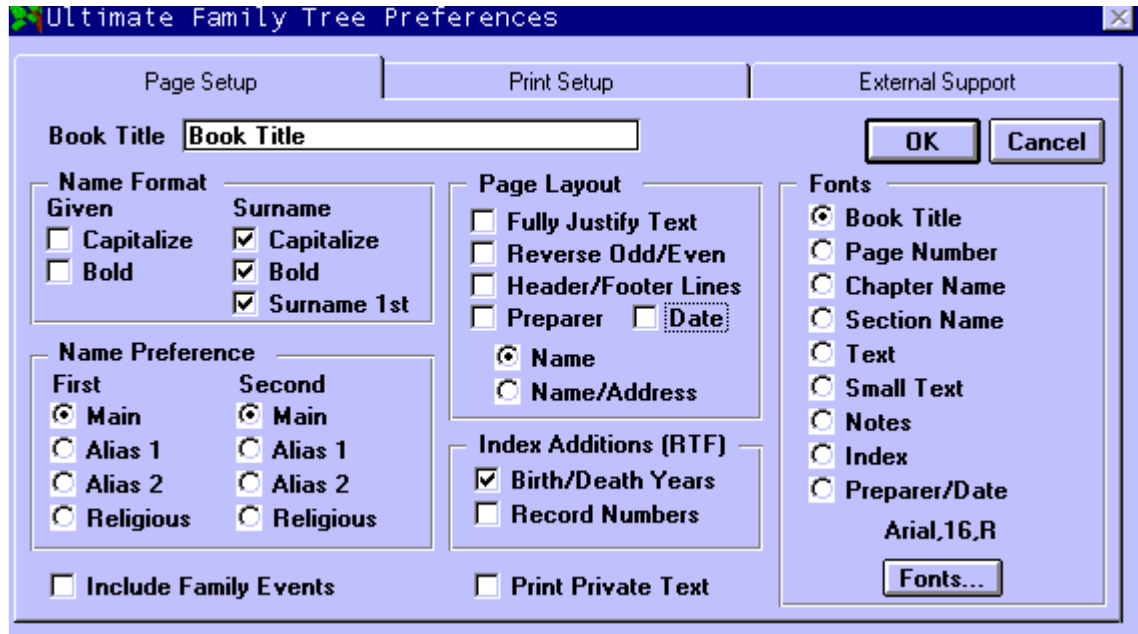 Ultimate Family Tree Preferences
Page Setup Print Setup External Support
Book Title Book Title
OK Cancel
Name Format
Given Surname
Capitalize Capitalize
Bold Bold
Surname 1st
Name Preference
First Second
Main Main
Alias 1 Alias 1
Alias 2 Alias 2
Religious Religious
Include Family Events
Page Layout
Fully Justify Text
Reverse Odd/Even
Header/Footer Lines
Preparer Date
Name
Name/Address
Index Additions (RTF)
Birth/Death Years
Record Numbers
Print Private Text
Fonts
Book Title
Page Number
Chapter Name
Section Name
Text
Small Text
Notes
Index
Preparer/Date
Arial,16,R
Fonts...